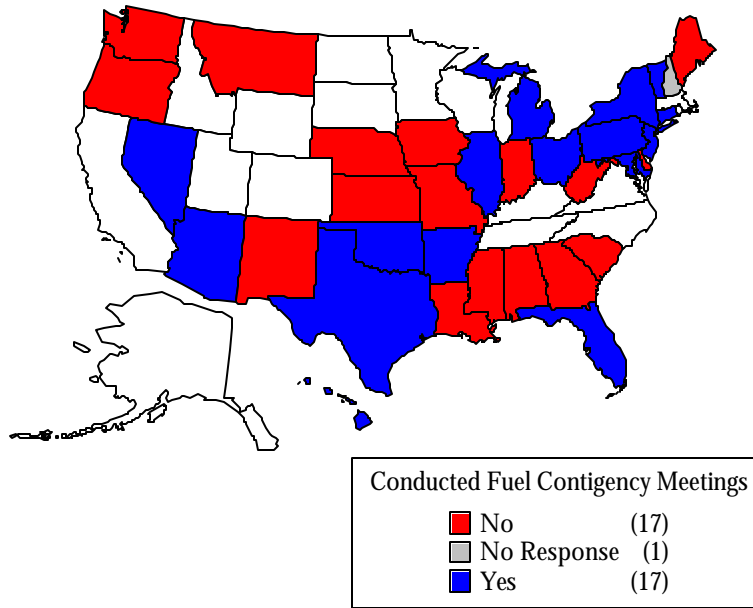 Conducted Fuel Contigency Meetings
No (17)
No Response (1)
Yes (17)